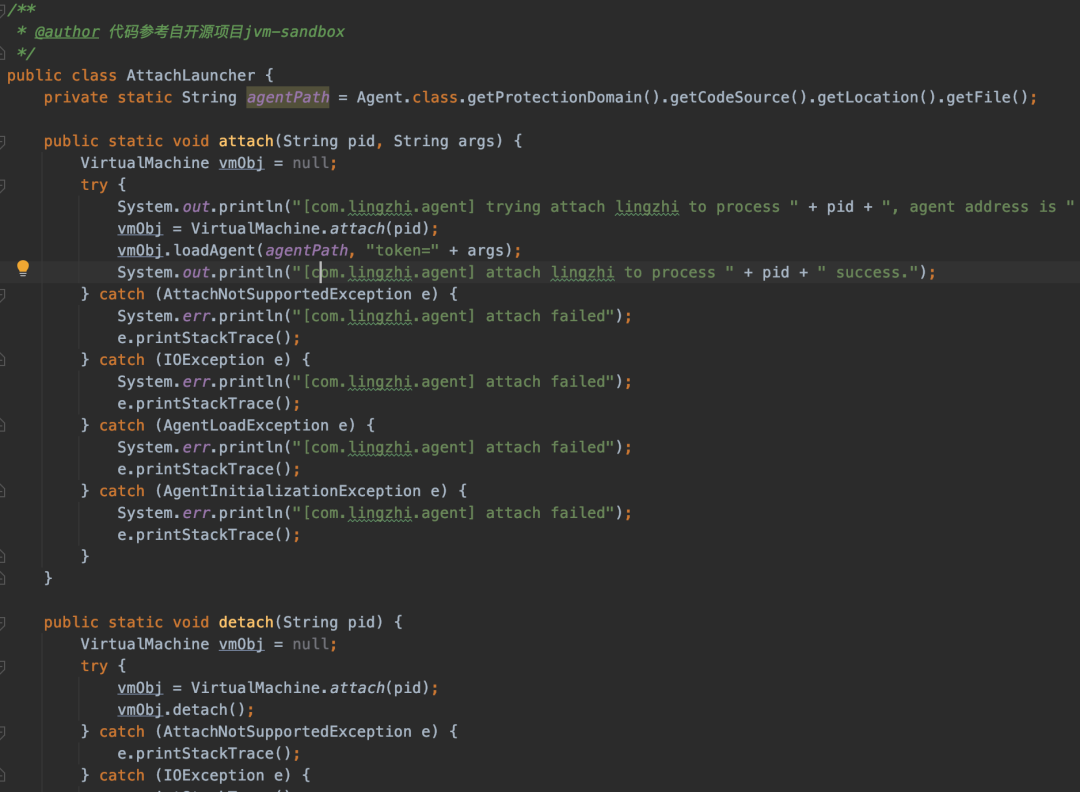 /**
 * @author 代码参考自开源项目jvm-sandbox
 */
public class AttachLauncher {
    private static String agentPath = Agent.class.getProtectionDomain().getCodeSource().getLocation().getFile();

    public static void attach(String pid, String args) {
        VirtualMachine vmObj = null;
        try {
            System.out.println("[com.lingzhi.agent] trying attach lingzhi to process " + pid + ", agent address is "
            vmObj = VirtualMachine.attach(pid);
            vmObj.loadAgent(agentPath, "token=" + args);
            System.out.println("[com.lingzhi.agent] attach lingzhi to process " + pid + " success.");
        } catch (AttachNotSupportedException e) {
            System.err.println("[com.lingzhi.agent] attach failed");
            e.printStackTrace();
        } catch (IOException e) {
            System.err.println("[com.lingzhi.agent] attach failed");
            e.printStackTrace();
        } catch (AgentLoadException e) {
            System.err.println("[com.lingzhi.agent] attach failed");
            e.printStackTrace();
        } catch (AgentInitializationException e) {
            System.err.println("[com.lingzhi.agent] attach failed");
            e.printStackTrace();
        }
    }

    public static void detach(String pid) {
        VirtualMachine vmObj = null;
        try {
            vmObj = VirtualMachine.attach(pid);
            vmObj.detach();
        } catch (AttachNotSupportedException e) {
            e.printStackTrace();
        } catch (IOException e) {